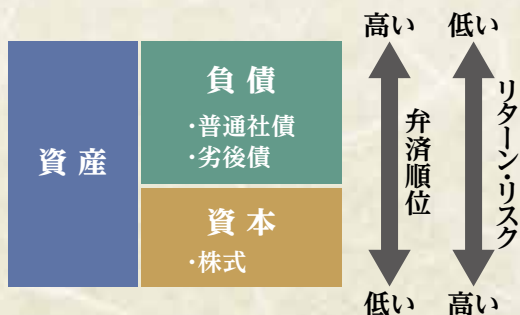 高い 低い
資産
負債
・普通社債
・劣後債
資本
・株式
弁済順位
リターン・リスク
低い 高い